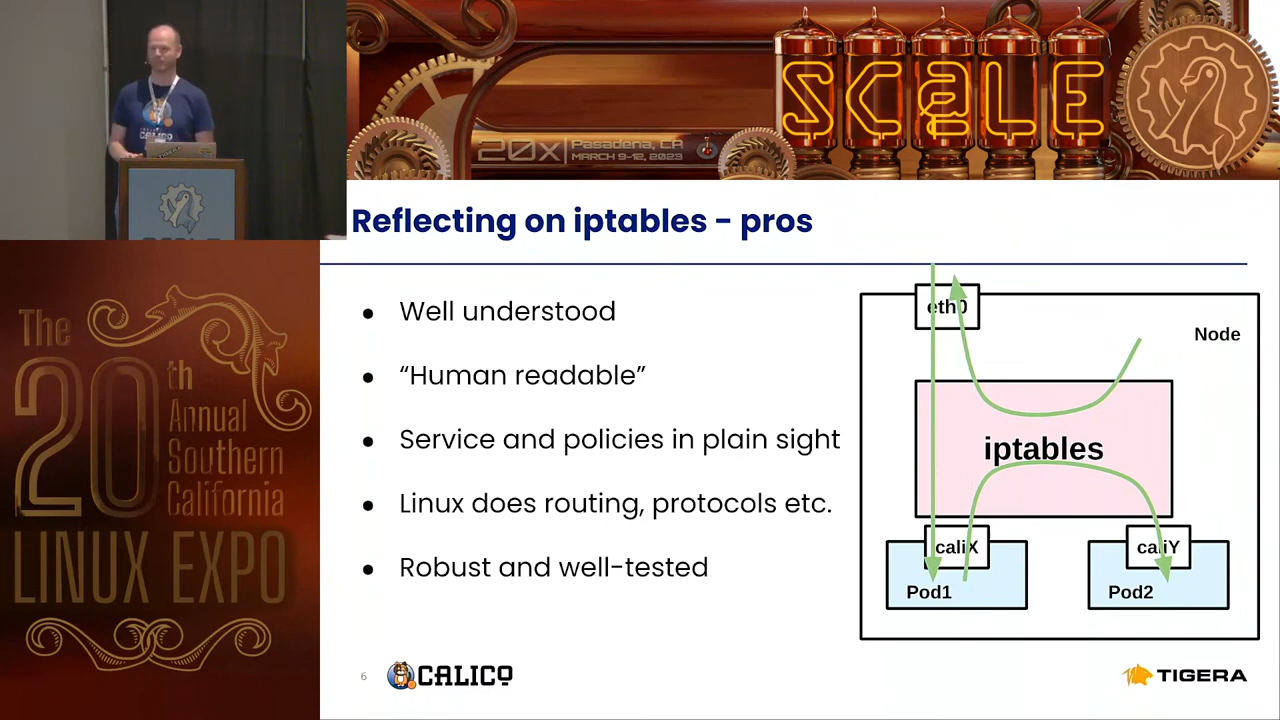 CALICO
SCALE
20x
Pasadena, CA
MARCH 9-12, 2023
The
20th
Annual
Southern
California
LINUX EXPO
Reflecting on iptables - pros
● Well understood
● “Human readable”
● Service and policies in plain sight
● Linux does routing, protocols etc.
● Robust and well-tested
eth0
Node
iptables
caliX
caliY
Pod1
Pod2
6
CALICO
TIGERA